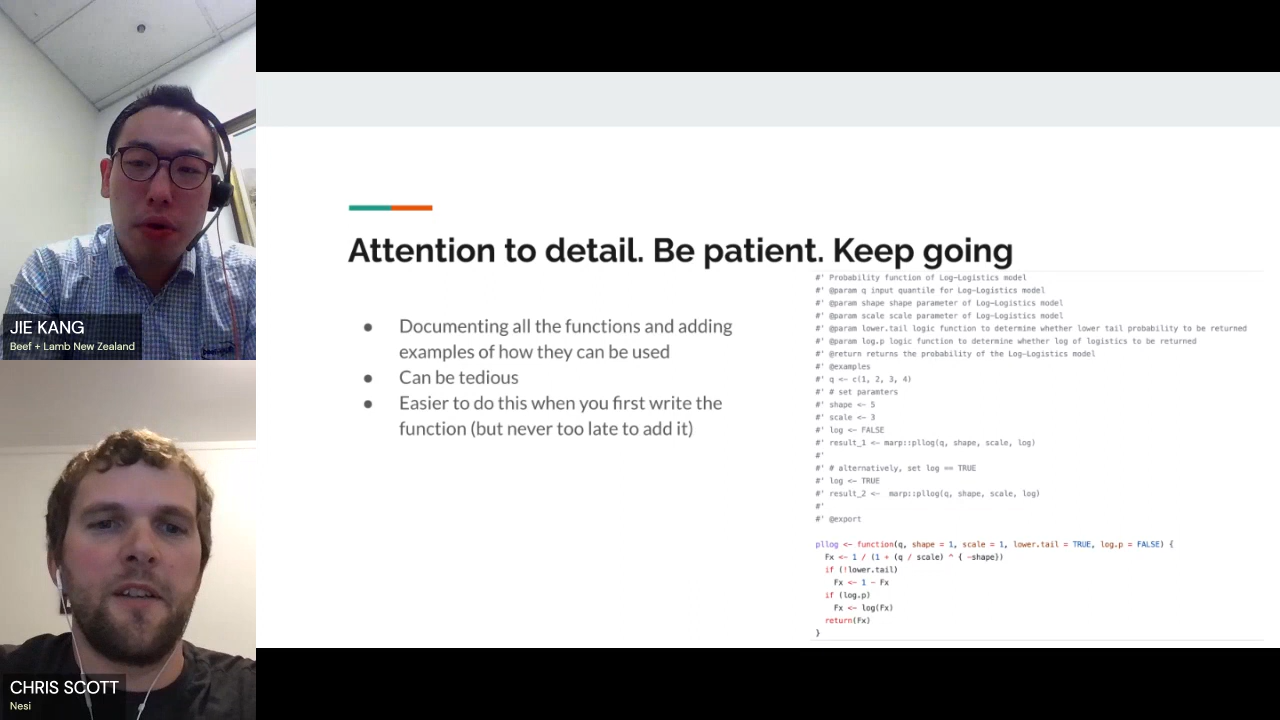 JIE KANG
Beef + Lamb New Zealand
CHRIS SCOTT
Nesi
Attention to detail. Be patient. Keep going
● Documenting all the functions and adding
examples of how they can be used
● Can be tedious
● Easier to do this when you first write the
function (but never too late to add it)
#' Probability function of Log-Logistics model
#' @param q input quantile for Log-Logistics model
#' @param shape shape parameter of Log-Logistics model
#' @param scale scale parameter of Log-Logistics model
#' @param lower.tail logic function to determine whether lower tail probability to be returned
#' @param log.p logic function to determine whether log of logistics to be returned
#' @return returns the probability of the Log-Logistics model
#' @examples
#' q <- c(1, 2, 3, 4)
#' # set paramters
#' shape <- 5
#' scale <- 3
#' log <- FALSE
#' result_1 <- marp::pllog(q, shape, scale, log)
#'
#' # alternatively, set log == TRUE
#' log <- TRUE
#' result_2 <-  marp::pllog(q, shape, scale, log)
#'
#' @export
pllog <- function(q, shape = 1, scale = 1, lower.tail = TRUE, log.p = FALSE) {
  Fx <- 1 / (1 + (q / scale) ^ { -shape})
  if (!lower.tail)
    Fx <- 1 - Fx
  if (log.p)
    Fx <- log(Fx)
  return(Fx)
}